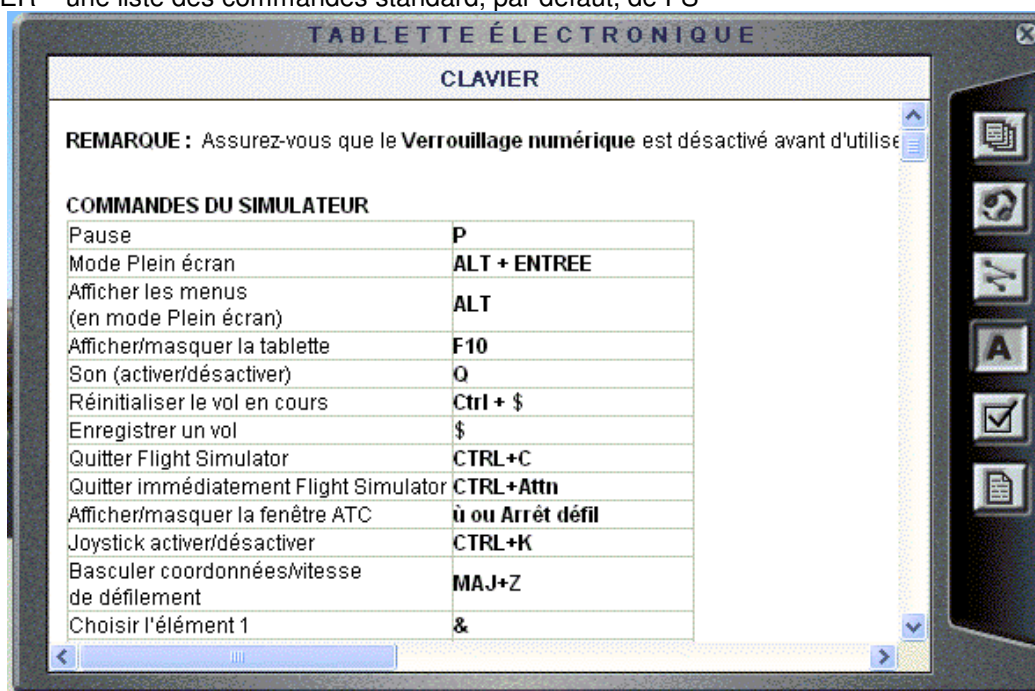 une liste des commandes standard, par défaut, de FS
TABLETTE ÉLECTRONIQUE
CLAVIER
REMARQUE : Assurez-vous que le Verrouillage numérique est désactivé avant d'utilise
COMMANDES DU SIMULATEUR
Pause P
Mode Plein écran ALT + ENTREE
Afficher les menus
(en mode Plein écran) ALT
Afficher/masquer la tablette F10
Son (activer/désactiver) Q
Réinitialiser le vol en cours Ctrl + $
Enregistrer un vol $
Quitter Flight Simulator CTRL+C
Quitter immédiatement Flight Simulator CTRL+Attn
Afficher/masquer la fenêtre ATC ù ou Arrêt défil
Joystick activer/désactiver CTRL+K
Basculer coordonnées/vitesse
de défilement MAJ+Z
Choisir l'élément 1 &
A